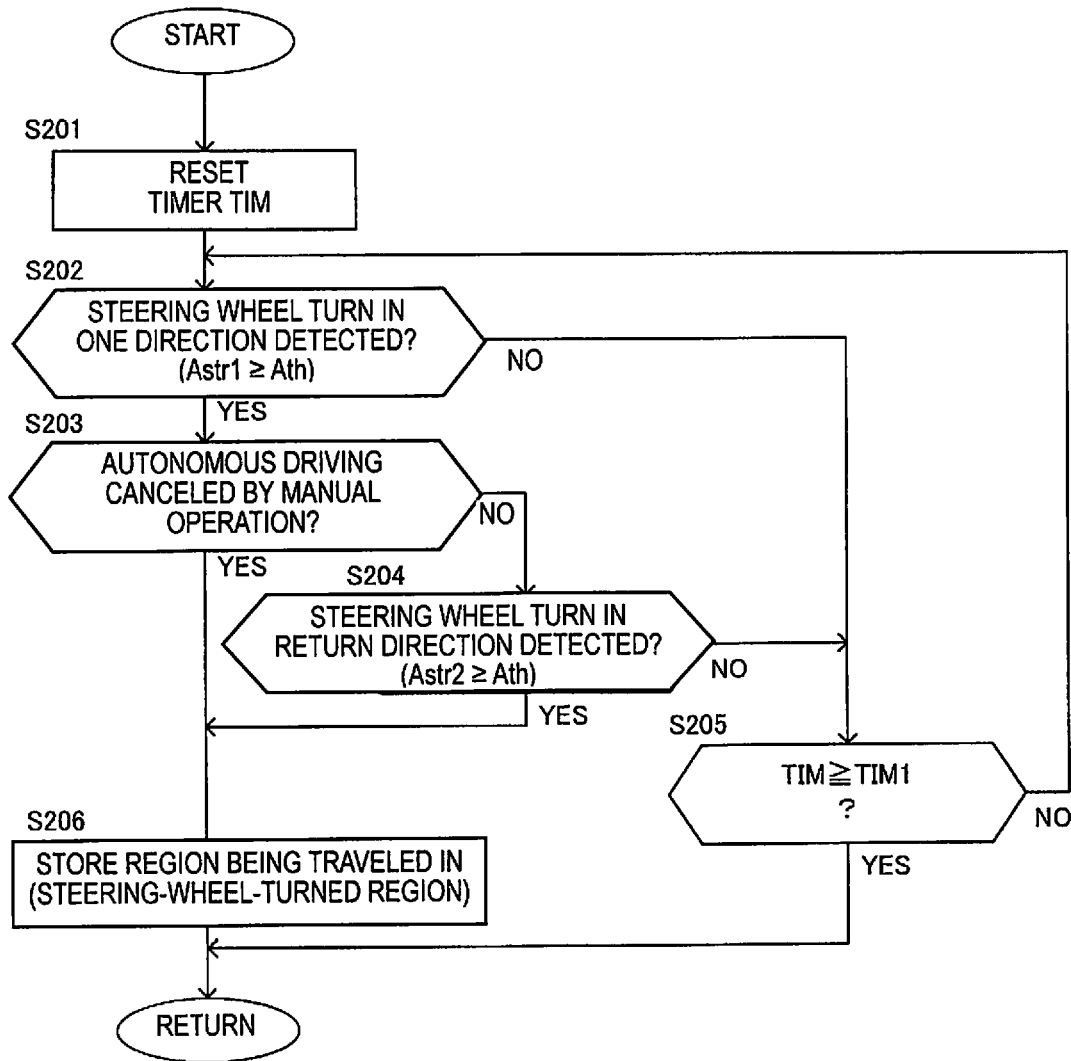 START
S201
RESET
TIMER TIM
S202
STEERING WHEEL TURN IN
ONE DIRECTION DETECTED?
(Astr1 ≥ Ath)
NO
YES
S203
AUTONOMOUS DRIVING
CANCELED BY MANUAL
OPERATION?
NO
YES
S204
STEERING WHEEL TURN IN
RETURN DIRECTION DETECTED?
(Astr2 ≥ Ath)
NO
YES
S205
TIM≧TIM1
?
NO
YES
S206
STORE REGION BEING TRAVELED IN
(STEERING-WHEEL-TURNED REGION)
RETURN